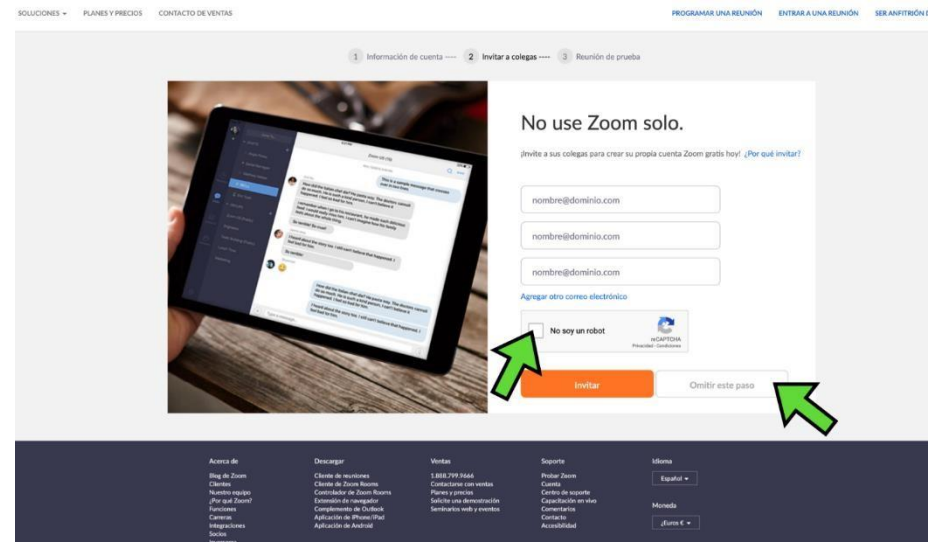 SOLUCIONES
PLANES Y PRECIOS
CONTACTO DE VENTAS
PROGRAMAR UNA REUNIÓN
ENTRAR A UNA REUNIÓN
SER ANFITRIÓN D
1 Información de cuenta ---- 2 Invitar a colegas ---- 3 Reunión de prueba
No use Zoom solo.
¡Invite a sus colegas para crear su propia cuenta Zoom gratis hoy! ¿Por qué invitar?
nombre@dominio.com
nombre@dominio.com
nombre@dominio.com
Agregar otro correo electrónico
No soy un robot
reCAPTCHA
Privacidad - Condiciones
Invitar
Omitir este paso
Acerca de
Blog de Zoom
Clientes
Nuestro equipo
¿Por qué Zoom?
Funciones
Carreras
Integraciones
Socios
Descargar
Cliente de reuniones
Cliente de Zoom Rooms
Controlador de Zoom Rooms
Extensión de navegador
Complemento de Outlook
Aplicación de iPhone/iPad
Aplicación de Android
Ventas
1.888.799.9666
Contactarse con ventas
Planes y precios
Solicite una demostración
Seminarios web y eventos
Soporte
Probar Zoom
Cuenta
Centro de soporte
Capacitación en vivo
Comentarios
Contacto
Accesibilidad
Idioma
Español
Moneda
¿Euros €